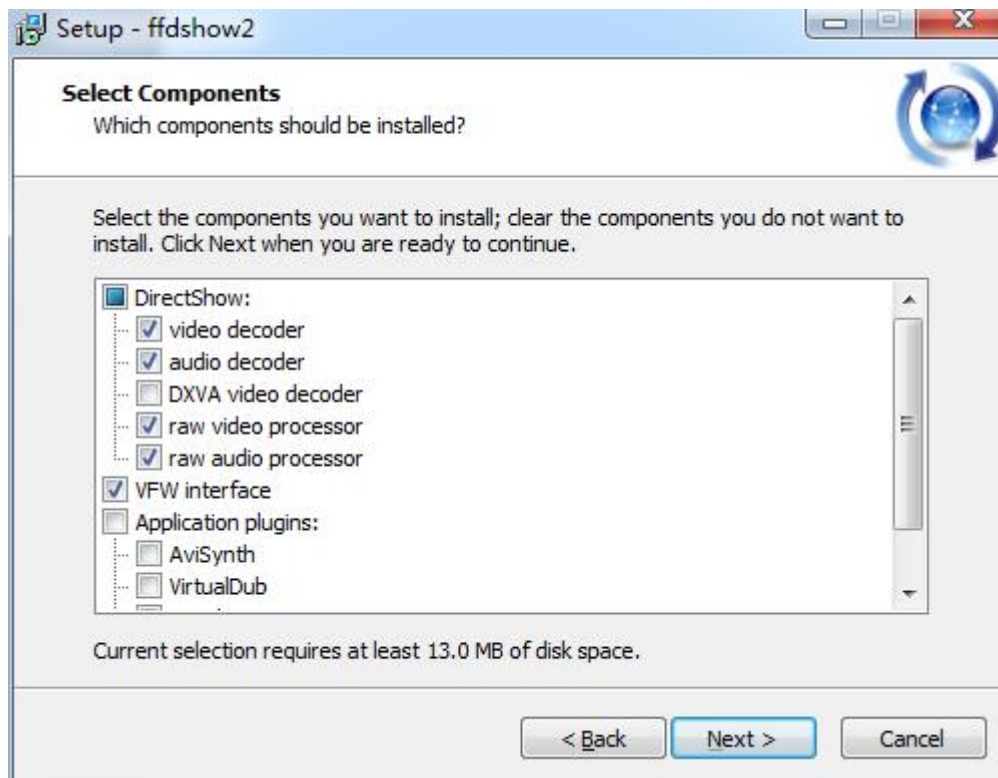 Setup - ffdshow2
Select Components
Which components should be installed?
Select the components you want to install; clear the components you do not want to
install. Click Next when you are ready to continue.
DirectShow:
video decoder
audio decoder
DXVA video decoder
raw video processor
raw audio processor
VFW interface
Application plugins:
AviSynth
VirtualDub
Current selection requires at least 13.0 MB of disk space.
< Back
Next >
Cancel